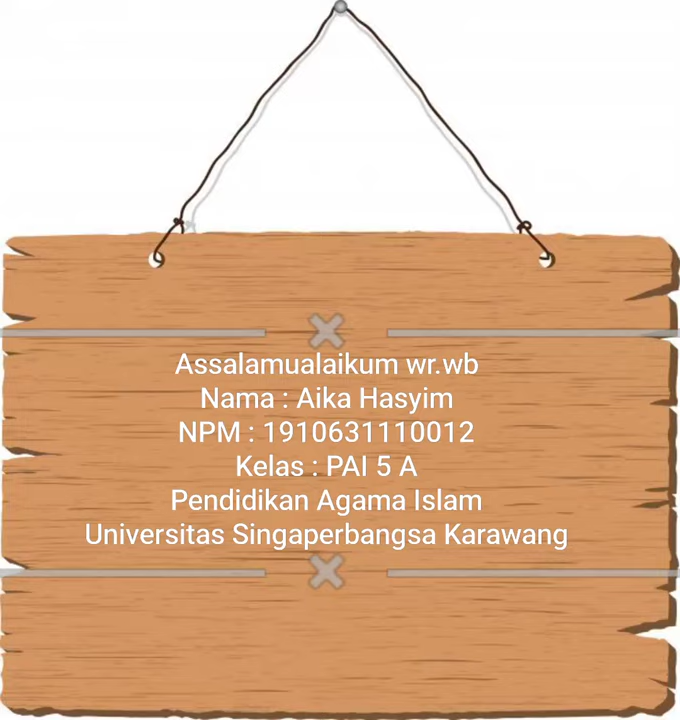 Assalamualaikum wr.wb
Nama : Aika Hasyim
NPM : 1910631110012
Kelas : PAI 5 A
Pendidikan Agama Islam
Universitas Singaperbangsa Karawang